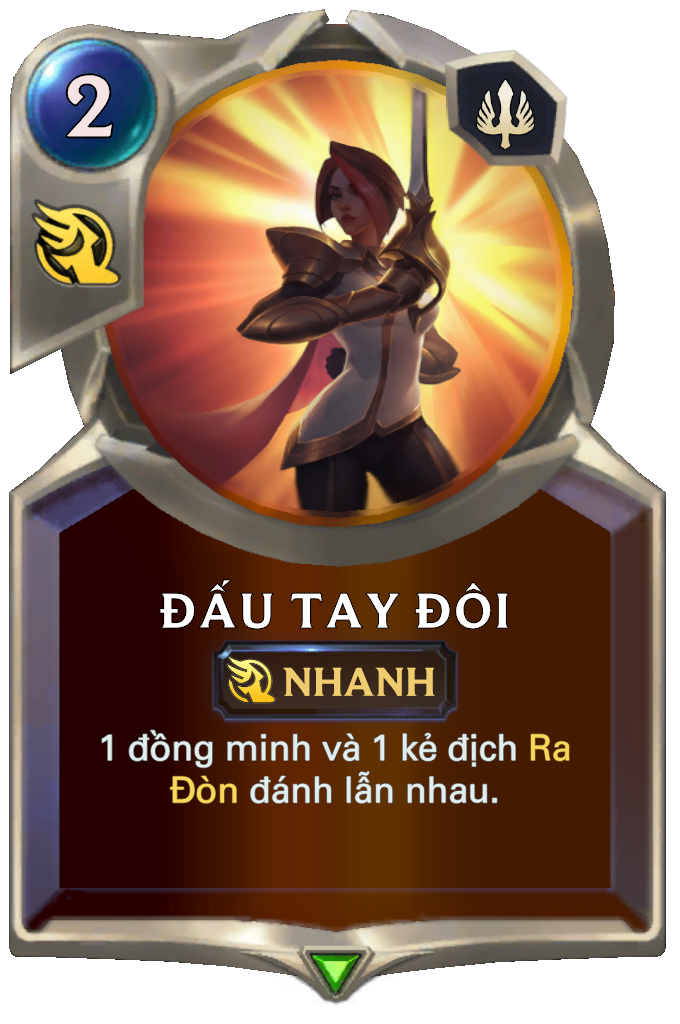 2
ĐẤU TAY ĐÔI
NHANH
1 đồng minh và 1 kẻ địch Ra
Đòn đánh lẫn nhau.